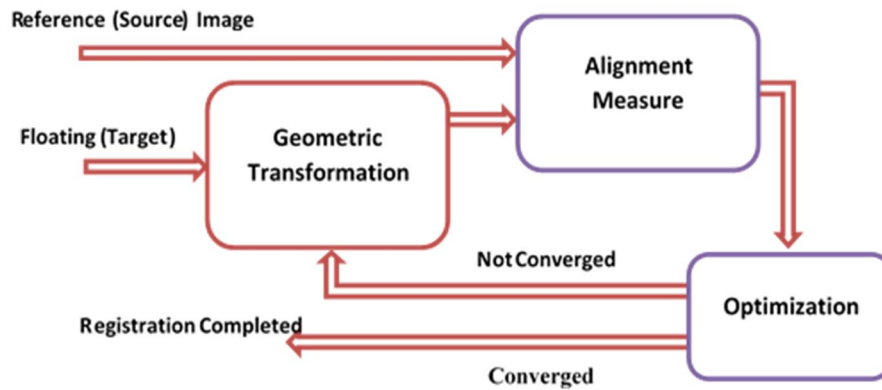 Reference (Source) Image
Alignment
Measure
Floating (Target)
Geometric
Transformation
Not Converged
Optimization
Registration Completed
Converged